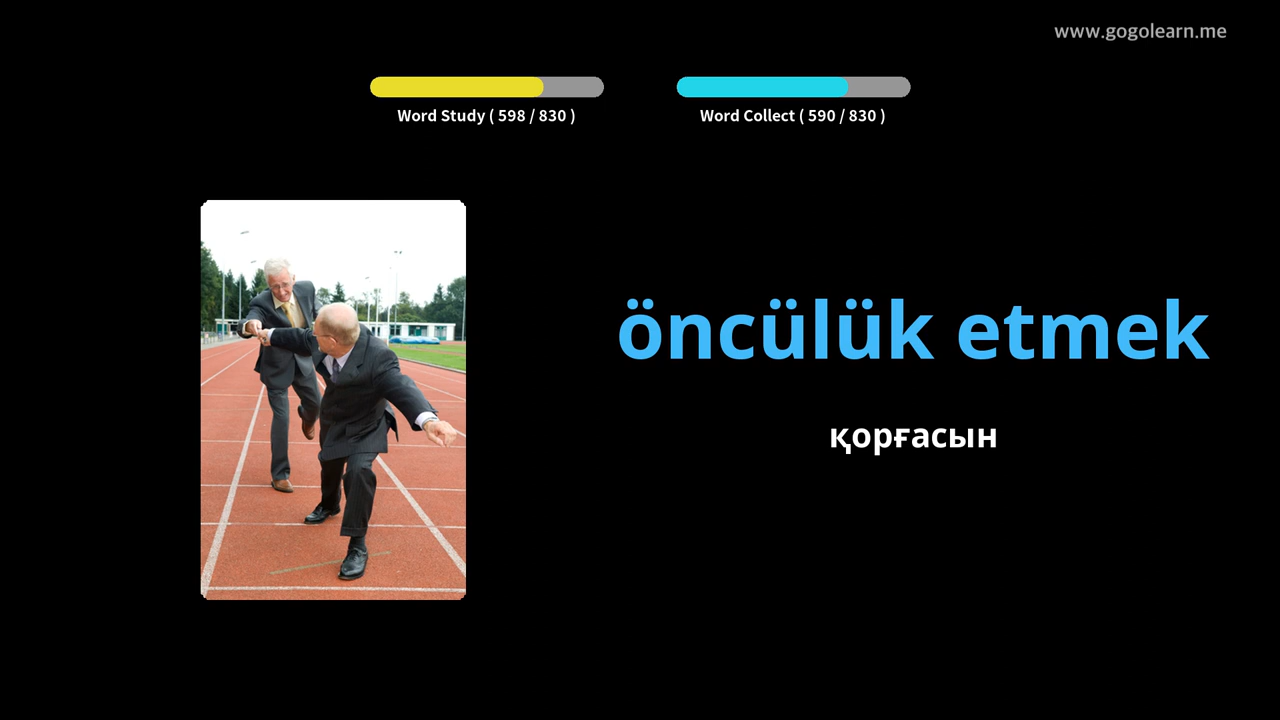 www.gogolearn.me
Word Study ( 598 / 830 )
Word Collect ( 590 / 830 )
öncülük etmek
қорғасын